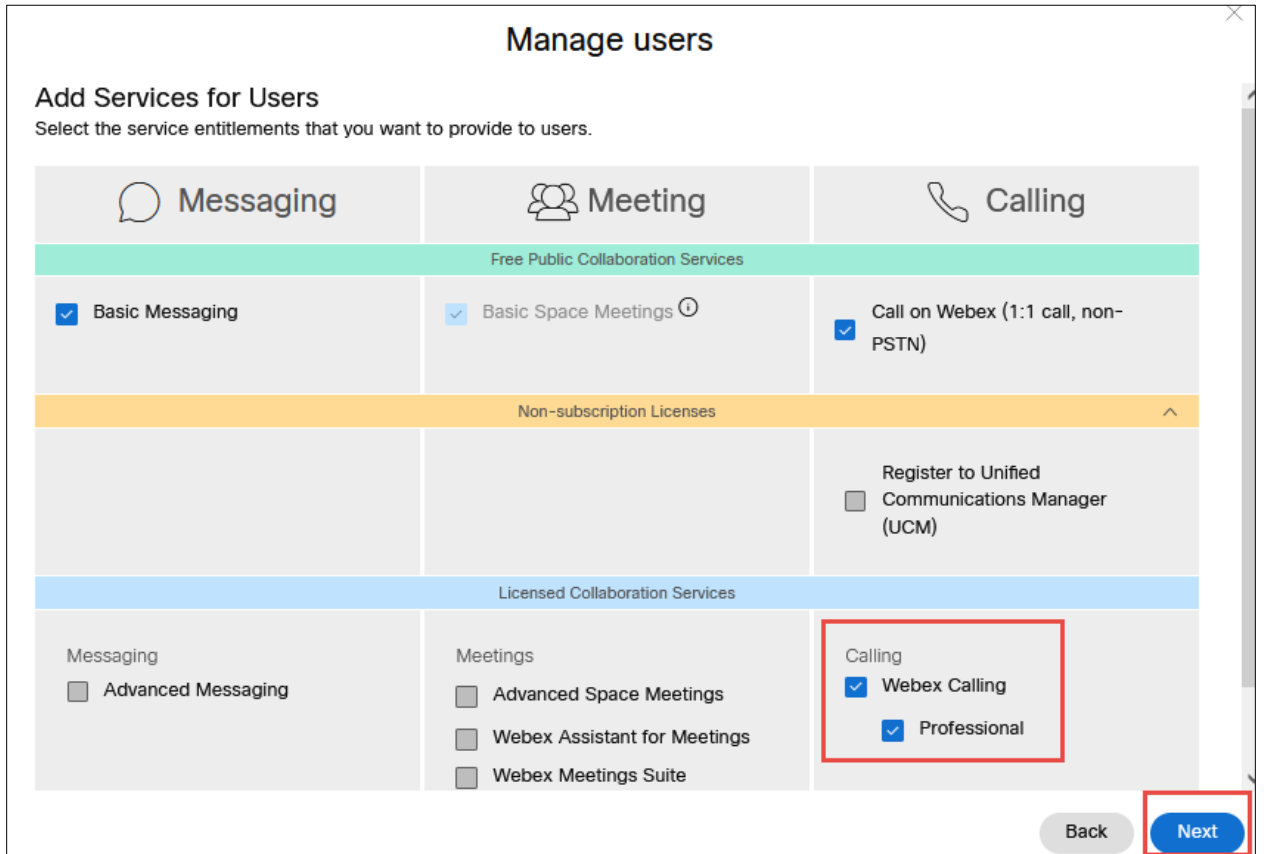 Manage users
Add Services for Users
Select the service entitlements that you want to provide to users.
Messaging
Meeting
Calling
Free Public Collaboration Services
Basic Messaging
Basic Space Meetings
Call on Webex (1:1 call, non-
PSTN)
Non-subscription Licenses
Register to Unified
Communications Manager
(UCM)
Licensed Collaboration Services
Messaging
Advanced Messaging
Meetings
Advanced Space Meetings
Webex Assistant for Meetings
Webex Meetings Suite
Calling
Webex Calling
Professional
Back
Next